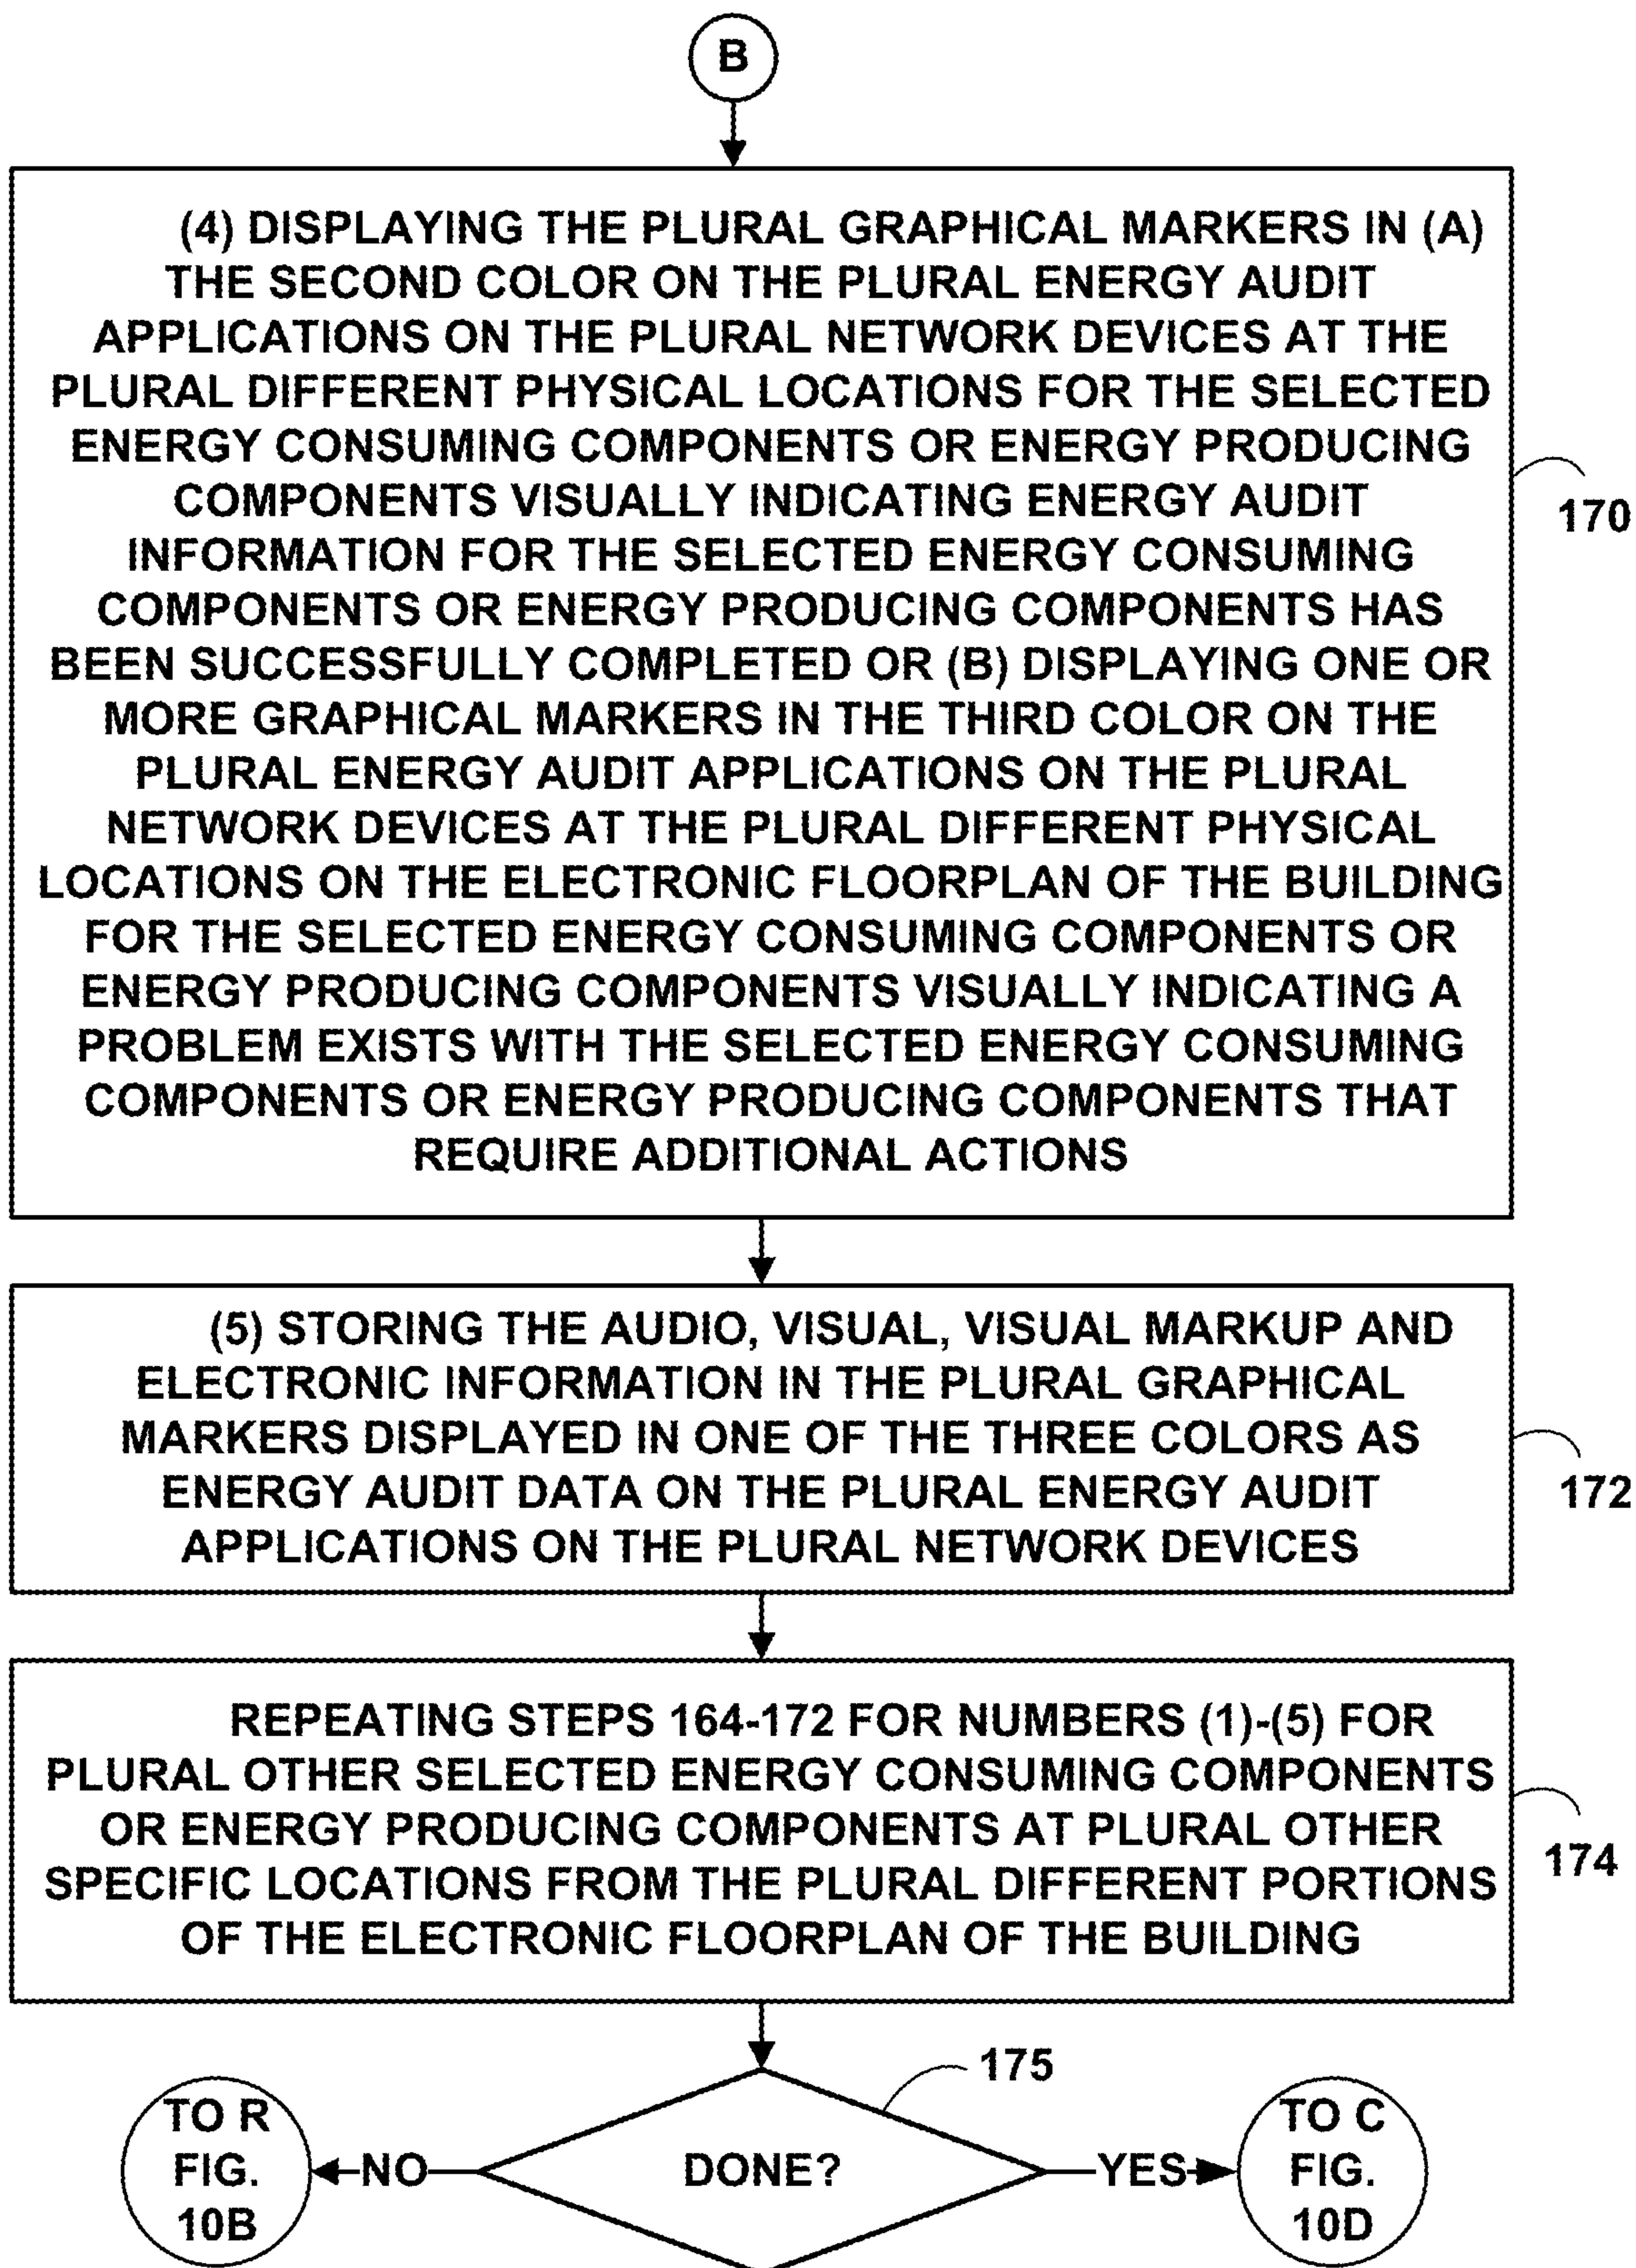 B
(4) DISPLAYING THE PLURAL GRAPHICAL MARKERS IN (A)
THE SECOND COLOR ON THE PLURAL ENERGY AUDIT
APPLICATIONS ON THE PLURAL NETWORK DEVICES AT THE
PLURAL DIFFERENT PHYSICAL LOCATIONS FOR THE SELECTED
ENERGY CONSUMING COMPONENTS OR ENERGY PRODUCING
COMPONENTS VISUALLY INDICATING ENERGY AUDIT
INFORMATION FOR THE SELECTED ENERGY CONSUMING
COMPONENTS OR ENERGY PRODUCING COMPONENTS HAS
BEEN SUCCESSFULLY COMPLETED OR (B) DISPLAYING ONE OR
MORE GRAPHICAL MARKERS IN THE THIRD COLOR ON THE
PLURAL ENERGY AUDIT APPLICATIONS ON THE PLURAL
NETWORK DEVICES AT THE PLURAL DIFFERENT PHYSICAL
LOCATIONS ON THE ELECTRONIC FLOORPLAN OF THE BUILDING
FOR THE SELECTED ENERGY CONSUMING COMPONENTS OR
ENERGY PRODUCING COMPONENTS VISUALLY INDICATING A
PROBLEM EXISTS WITH THE SELECTED ENERGY CONSUMING
COMPONENTS OR ENERGY PRODUCING COMPONENTS THAT
REQUIRE ADDITIONAL ACTIONS
170
(5) STORING THE AUDIO, VISUAL, VISUAL MARKUP AND
ELECTRONIC INFORMATION IN THE PLURAL GRAPHICAL
MARKERS DISPLAYED IN ONE OF THE THREE COLORS AS
ENERGY AUDIT DATA ON THE PLURAL ENERGY AUDIT
APPLICATIONS ON THE PLURAL NETWORK DEVICES
172
REPEATING STEPS 164-172 FOR NUMBERS (1)-(5) FOR
PLURAL OTHER SELECTED ENERGY CONSUMING COMPONENTS
OR ENERGY PRODUCING COMPONENTS AT PLURAL OTHER
SPECIFIC LOCATIONS FROM THE PLURAL DIFFERENT PORTIONS
OF THE ELECTRONIC FLOORPLAN OF THE BUILDING
174
175
TO R
FIG.
10B
NO
DONE?
YES
TO C
FIG.
10D